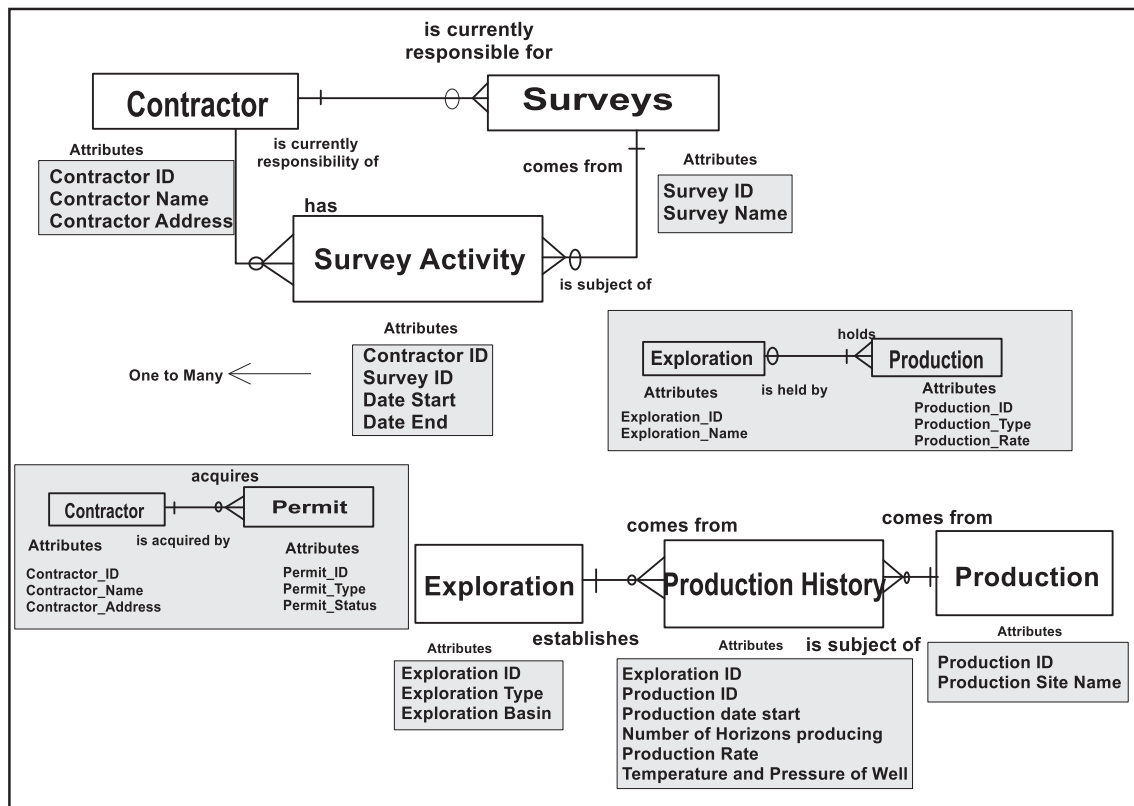 is currently
responsible for
Contractor
Surveys
is currently
responsibility of
Attributes
Contractor ID
Contractor Name
Contractor Address
comes from
Attributes
Survey ID
Survey Name
has
Survey Activity
is subject of
Attributes
Contractor ID
Survey ID
Date Start
Date End
One to Many
holds
Exploration
Production
is held by
Attributes
Exploration_ID
Exploration_Name
Attributes
Production_ID
Production_Type
Production_Rate
acquires
Contractor
Permit
is acquired by
Attributes
Contractor_ID
Contractor_Name
Contractor_Address
Attributes
Permit_ID
Permit_Type
Permit_Status
comes from
comes from
Exploration
Production History
Production
establishes
is subject of
Attributes
Exploration ID
Exploration Type
Exploration Basin
Attributes
Exploration ID
Production ID
Production date start
Number of Horizons producing
Production Rate
Temperature and Pressure of Well
Attributes
Production ID
Production Site Name